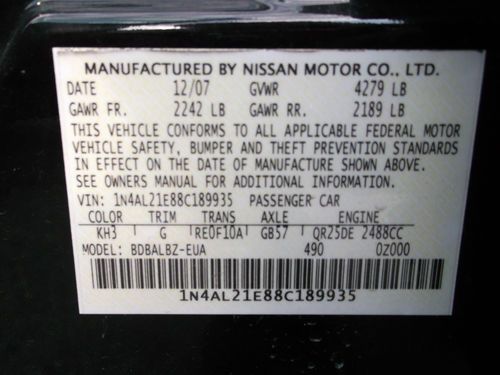 MANUFACTURED BY NISSAN MOTOR CO., LTD.
DATE 12/07 GVWR 4279 LB
GAWR FR. 2242 LB GAWR RR. 2189 LB
THIS VEHICLE CONFORMS TO ALL APPLICABLE FEDERAL MOTOR
VEHICLE SAFETY, BUMPER AND THEFT PREVENTION STANDARDS
IN EFFECT ON THE DATE OF MANUFACTURE SHOWN ABOVE.
SEE OWNERS MANUAL FOR ADDITIONAL INFORMATION.
VIN: 1N4AL21E88C189935 PASSENGER CAR
COLOR TRIM TRANS AXLE ENGINE
KH3 G RE0F10A GB57 QR25DE 2488CC
MODEL: BDBALBZ-EUA 490 0Z000
1N4AL21E88C189935